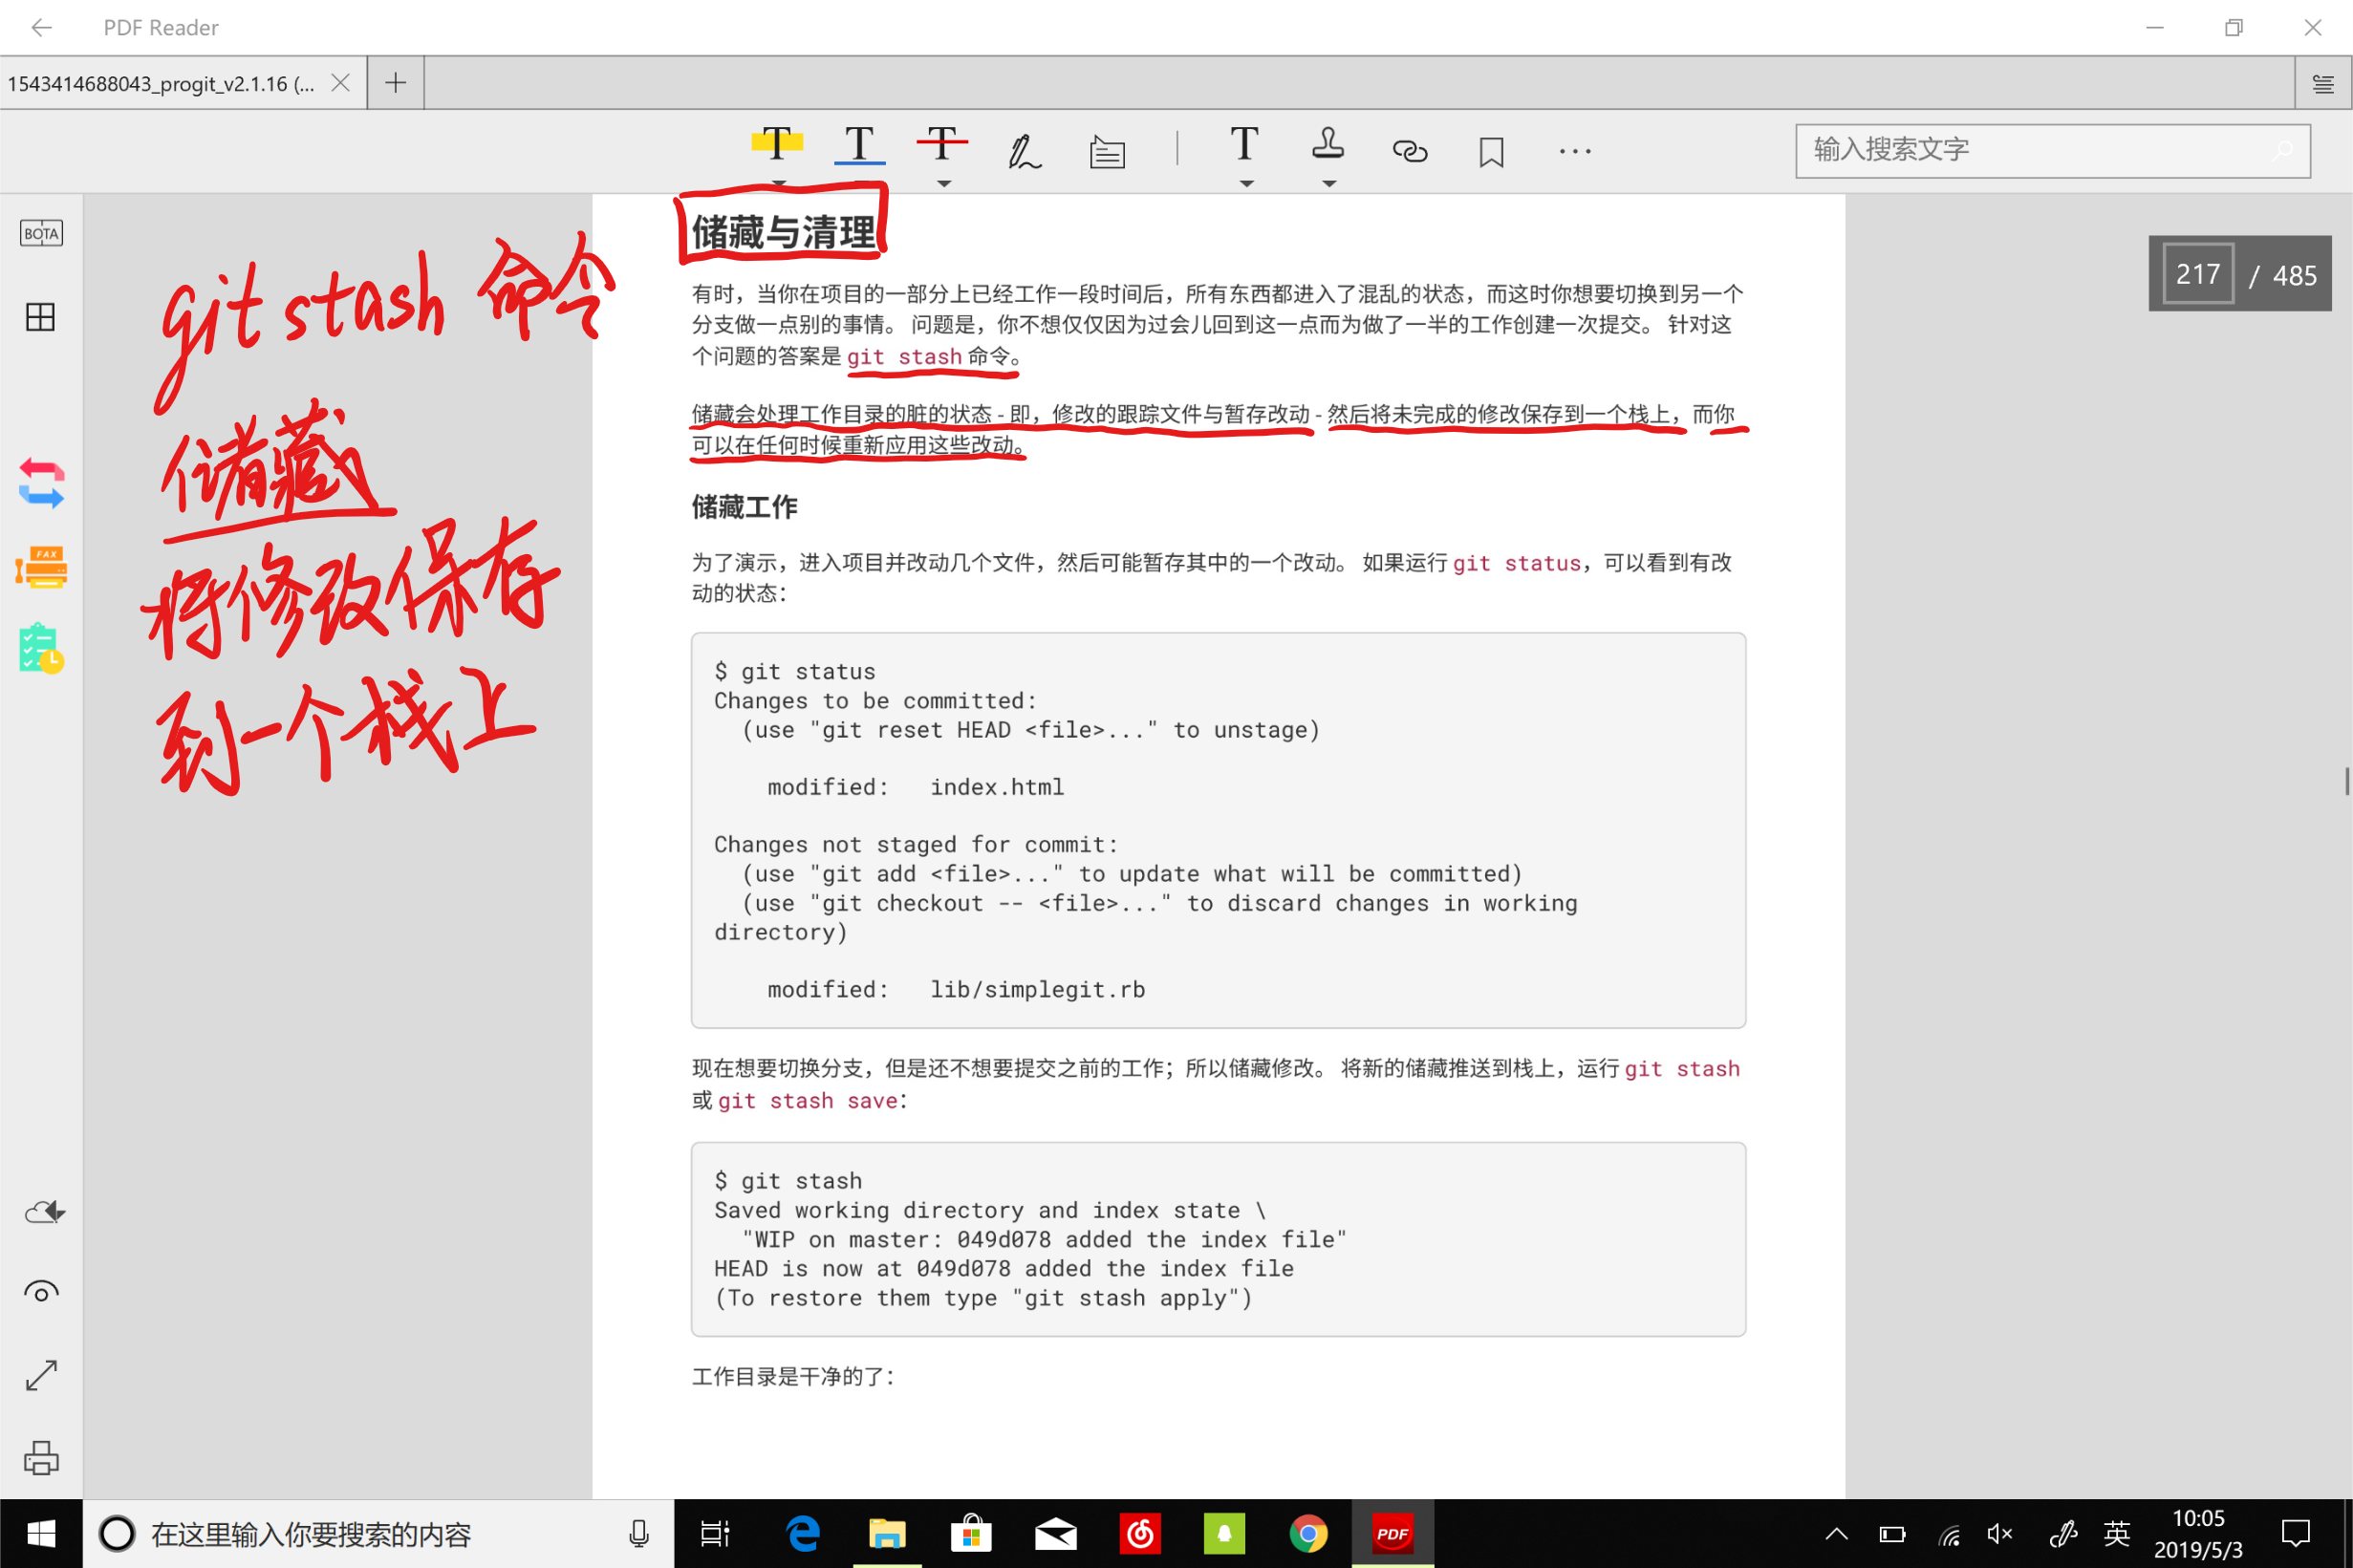 PDF Reader
1543414688043_progit_v2.1.16 (...
输入搜索文字
BOTA
FAX
217 / 485
git stash 命令
储藏
将修改保存
到一个栈上
储藏与清理
有时，当你在项目的一部分上已经工作一段时间后，所有东西都进入了混乱的状态，而这时你想要切换到另一个
分支做一点别的事情。 问题是，你不想仅仅因为过会儿回到这一点而为做了一半的工作创建一次提交。 针对这
个问题的答案是 git stash 命令。
储藏会处理工作目录的脏的状态 - 即，修改的跟踪文件与暂存改动 - 然后将未完成的修改保存到一个栈上，而你
可以在任何时候重新应用这些改动。
储藏工作
为了演示，进入项目并改动几个文件，然后可能暂存其中的一个改动。 如果运行 git status，可以看到有改
动的状态：
$ git status
Changes to be committed:
  (use "git reset HEAD <file>..." to unstage)
    modified:   index.html
Changes not staged for commit:
  (use "git add <file>..." to update what will be committed)
  (use "git checkout -- <file>..." to discard changes in working
directory)
    modified:   lib/simplegit.rb
现在想要切换分支，但是还不想要提交之前的工作；所以储藏修改。 将新的储藏推送到栈上，运行 git stash
或 git stash save：
$ git stash
Saved working directory and index state \
  "WIP on master: 049d078 added the index file"
HEAD is now at 049d078 added the index file
(To restore them type "git stash apply")
工作目录是干净的了：
在这里输入你要搜索的内容
PDF
英
10:05
2019/5/3